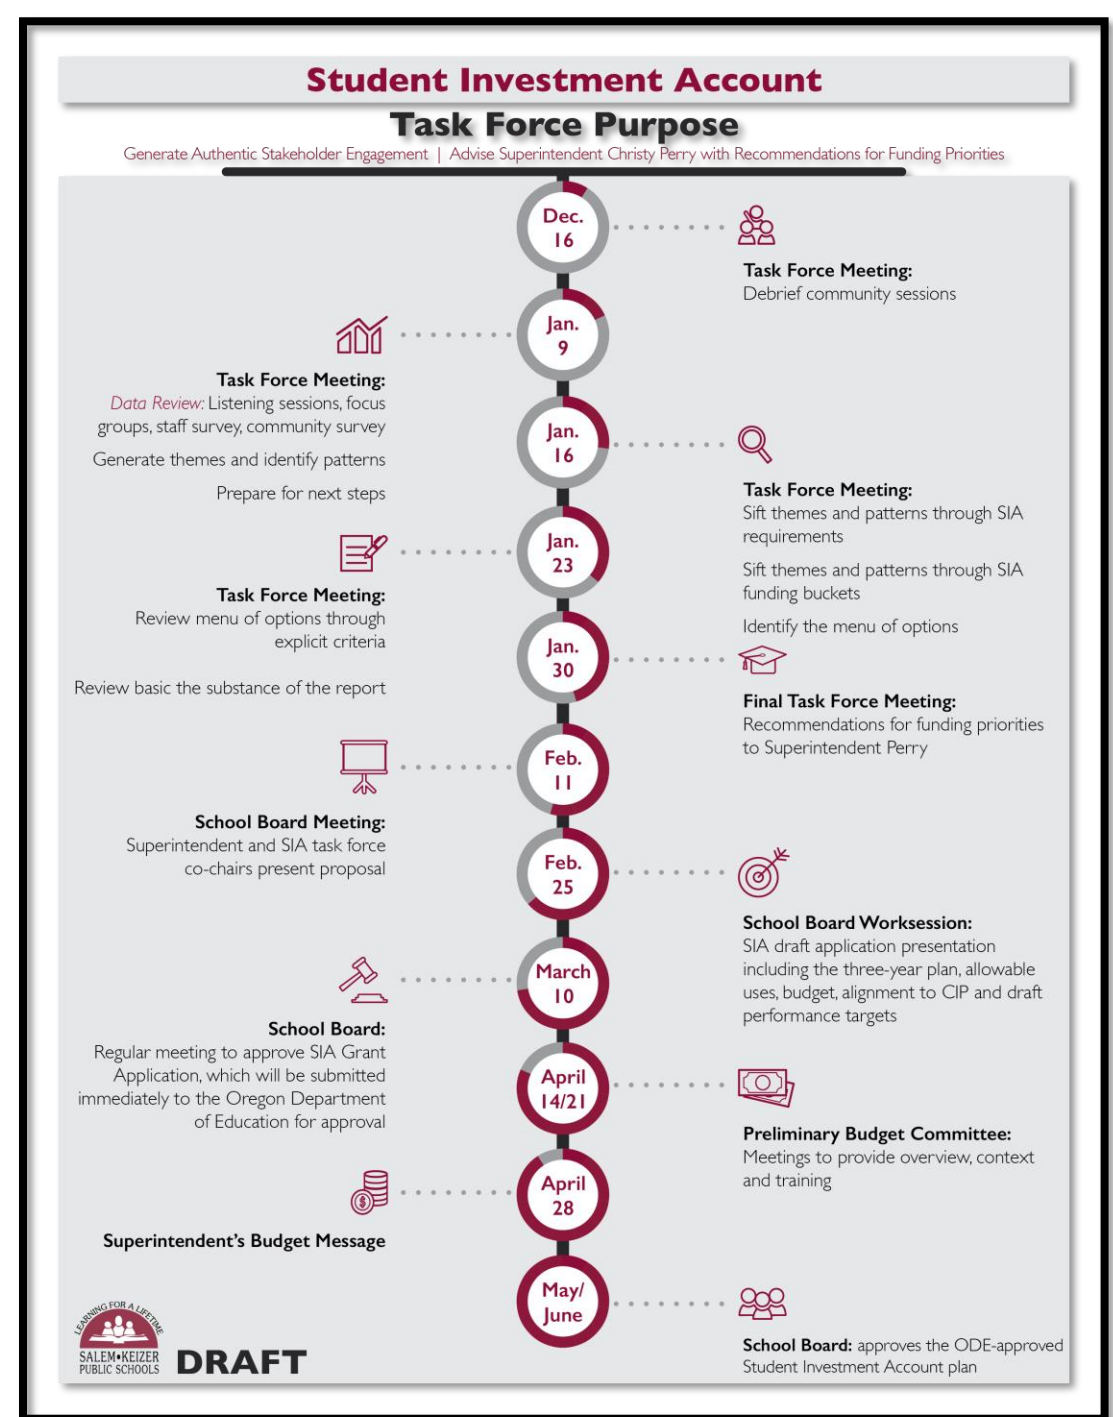 Student Investment Account
Task Force Purpose
Generate Authentic Stakeholder Engagement | Advise Superintendent Christy Perry with Recommendations for Funding Priorities
Dec.
16
Task Force Meeting:
Debrief community sessions
Jan.
9
Task Force Meeting:
Data Review: Listening sessions, focus
groups, staff survey, community survey
Generate themes and identify patterns
Prepare for next steps
Jan.
16
Task Force Meeting:
Sift themes and patterns through SIA
requirements
Sift themes and patterns through SIA
funding buckets
Identify the menu of options
Jan.
23
Task Force Meeting:
Review menu of options through
explicit criteria
Review basic the substance of the report
Jan.
30
Final Task Force Meeting:
Recommendations for funding priorities
to Superintendent Perry
Feb.
11
School Board Meeting:
Superintendent and SIA task force
co-chairs present proposal
Feb.
25
School Board Worksession:
SIA draft application presentation
including the three-year plan, allowable
uses, budget, alignment to CIP and draft
performance targets
March
10
School Board:
Regular meeting to approve SIA Grant
Application, which will be submitted
immediately to the Oregon Department
of Education for approval
April
14/21
Preliminary Budget Committee:
Meetings to provide overview, context
and training
April
28
$
Superintendent's Budget Message
May/
June
School Board: approves the ODE-approved
Student Investment Account plan
LEARNING FOR A LIFETIME
SALEM•KEIZER
PUBLIC SCHOOLS
DRAFT